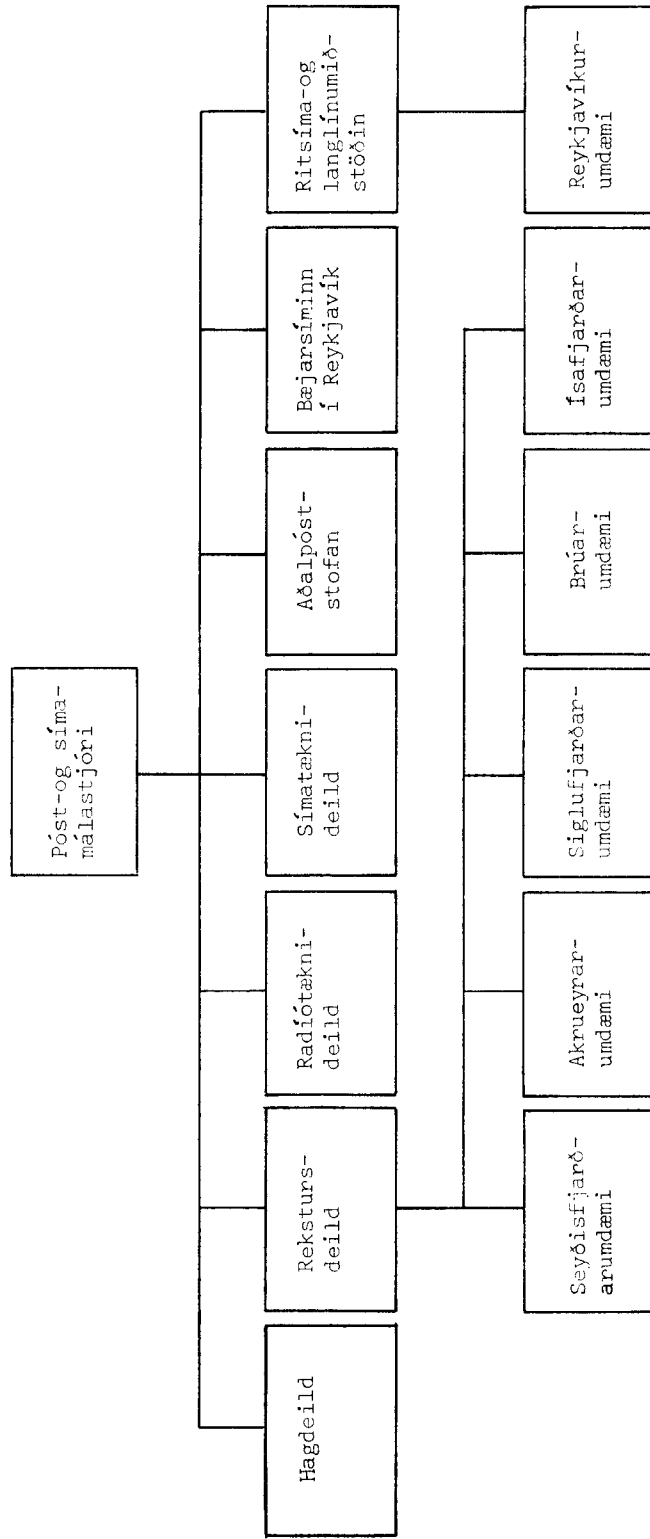 Póst-og síma-
málastjóri
Hagdeild
Reksturs-
deild
Radíótækni-
deild
Símatækni-
deild
Aðalpóst-
stofan
Bæjarsíminn
í Reykjavík
Ritsíma-og
langlínumið-
stöðin
Seyðisfjarð-
arumdæmi
Akrueyrar-
umdæmi
Siglufjarðar-
umdæmi
Brúar-
umdæmi
Ísafjarðar-
umdæmi
Reykjavíkur-
umdæmi